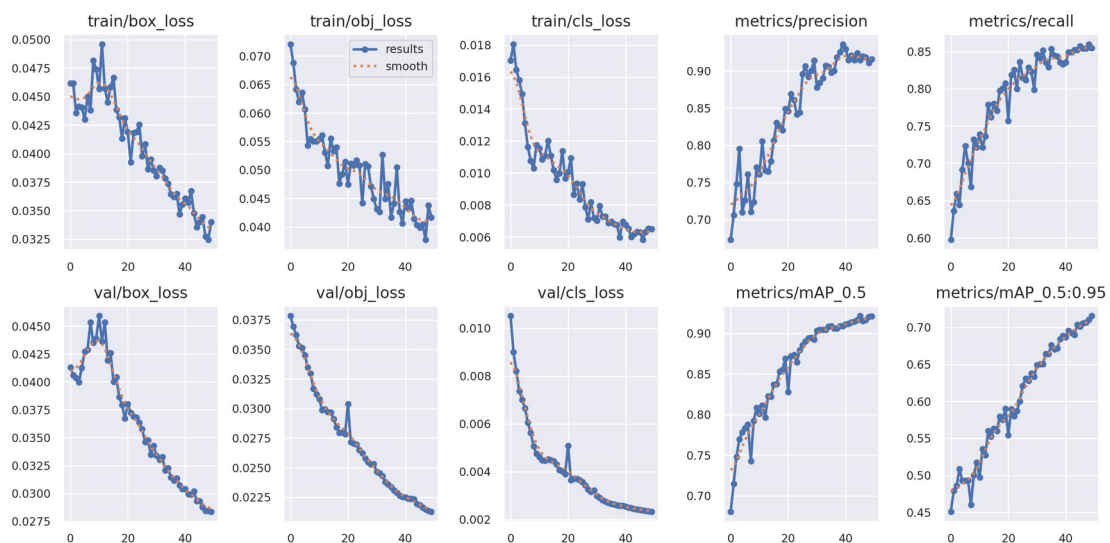 train/box_loss
train/obj_loss
train/cls_loss
metrics/precision
metrics/recall
0.0500
0.0475
0.0450
0.0425
0.0400
0.0375
0.0350
0.0325
0 20 40
results
smooth
0.070
0.065
0.060
0.055
0.050
0.045
0.040
0 20 40
0.018
0.016
0.014
0.012
0.010
0.008
0.006
0 20 40
0.90
0.85
0.80
0.75
0.70
0 20 40
0.85
0.80
0.75
0.70
0.65
0.60
0 20 40
val/box_loss
val/obj_loss
val/cls_loss
metrics/mAP_0.5
metrics/mAP_0.5:0.95
0.0450
0.0425
0.0400
0.0375
0.0350
0.0325
0.0300
0.0275
0 20 40
0.0375
0.0350
0.0325
0.0300
0.0275
0.0250
0.0225
0 20 40
0.010
0.008
0.006
0.004
0.002
0 20 40
0.90
0.85
0.80
0.75
0.70
0 20 40
0.70
0.65
0.60
0.55
0.50
0.45
0 20 40